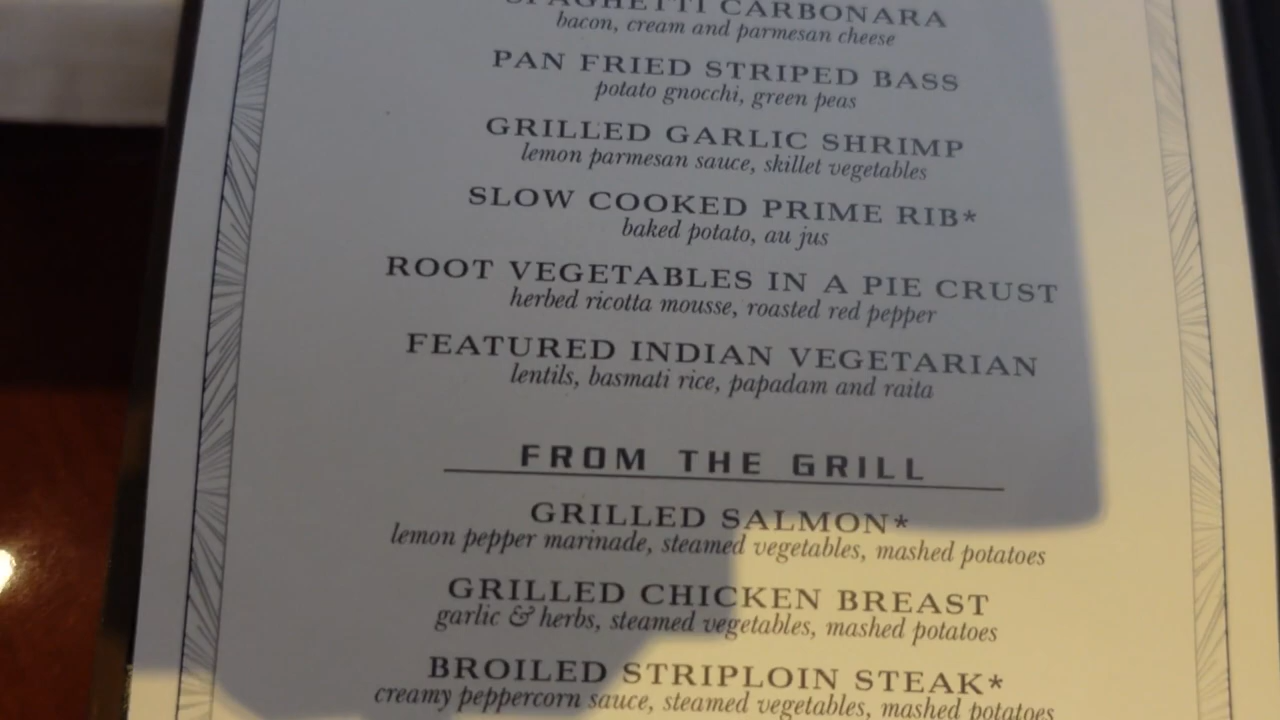 SPAGHETTI CARBONARA
bacon, cream and parmesan cheese
PAN FRIED STRIPED BASS
potato gnocchi, green peas
GRILLED GARLIC SHRIMP
lemon parmesan sauce, skillet vegetables
SLOW COOKED PRIME RIB*
baked potato, au jus
ROOT VEGETABLES IN A PIE CRUST
herbed ricotta mousse, roasted red pepper
FEATURED INDIAN VEGETARIAN
lentils, basmati rice, papadam and raita
FROM THE GRILL
GRILLED SALMON*
lemon pepper marinade, steamed vegetables, mashed potatoes
GRILLED CHICKEN BREAST
garlic & herbs, steamed vegetables, mashed potatoes
BROILED STRIPLOIN STEAK*
creamy peppercorn sauce, steamed vegetables, mashed potatoes